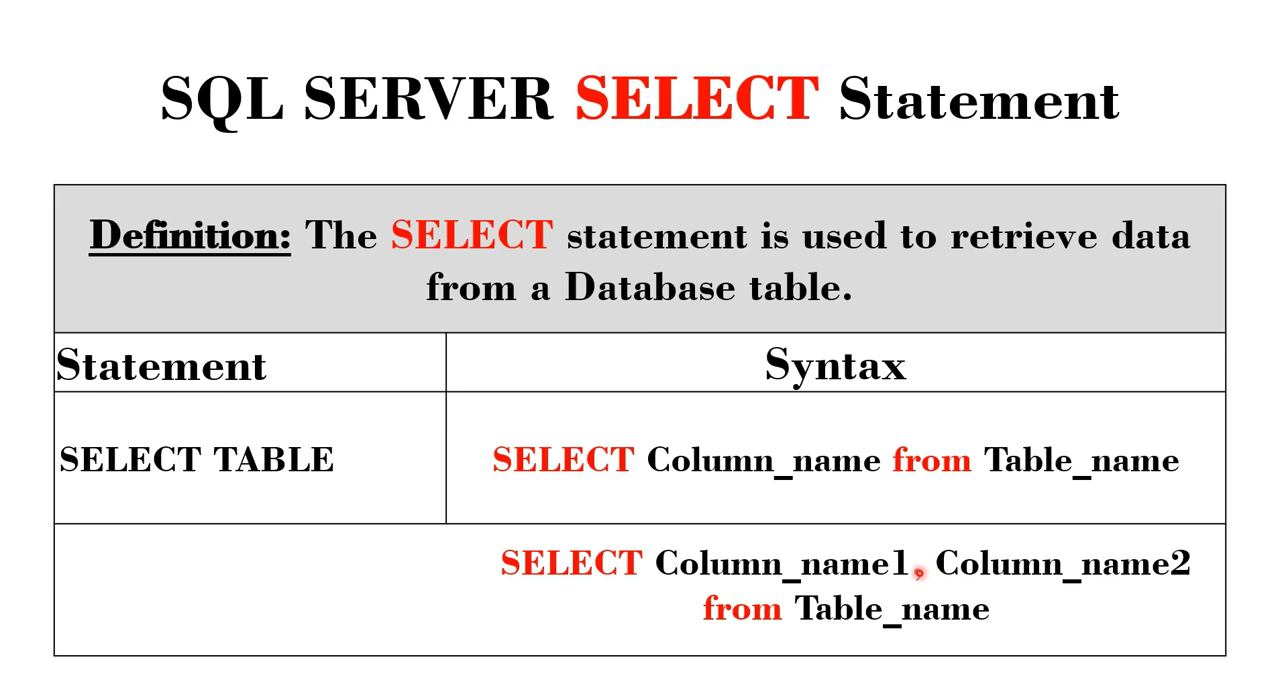 SQL SERVER SELECT Statement
Definition: The SELECT statement is used to retrieve data
from a Database table.
Statement
Syntax
SELECT TABLE
SELECT Column_name from Table_name
SELECT Column_name1, Column_name2
from Table_name